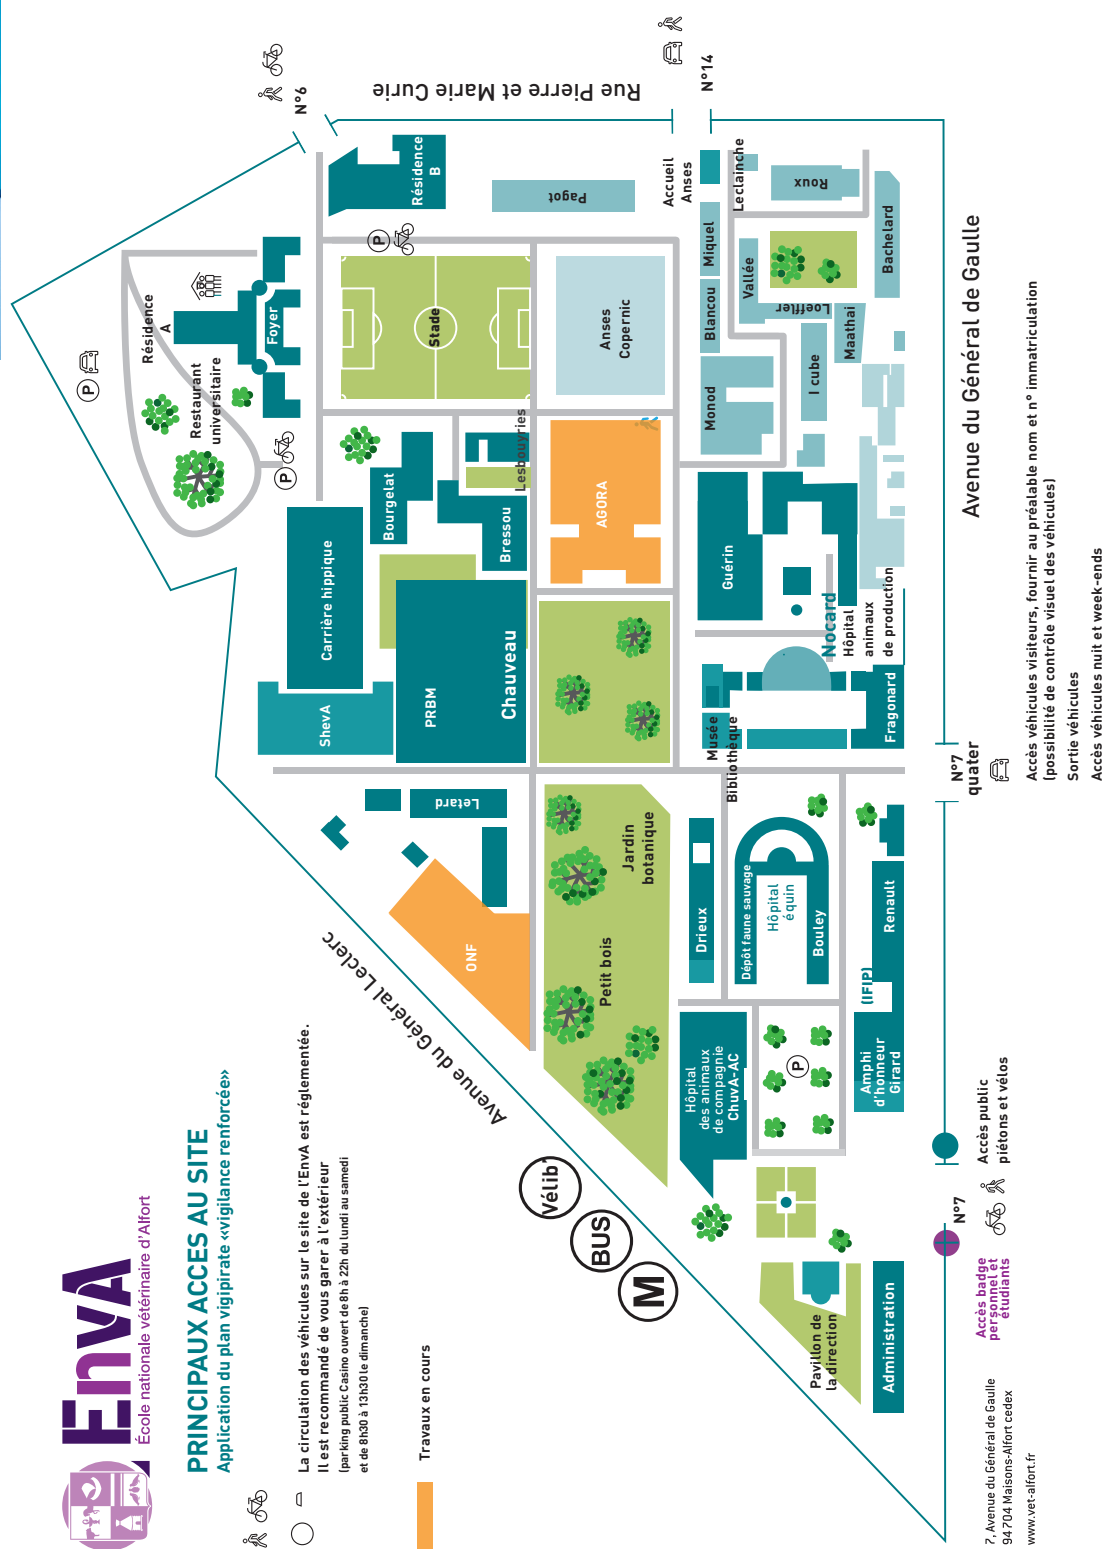 EnvA
École nationale vétérinaire d'Alfort
PRINCIPAUX ACCES AU SITE
Application du plan vigipirate «vigilance renforcée»
La circulation des véhicules sur le site de l'EnvA est réglementée.
Il est recommandé de vous garer à l'extérieur
(parking public Casino ouvert de 8h à 22h du lundi au samedi
et de 8h30 à 13h30 le dimanche)
Travaux en cours
Avenue du Général Leclerc
Vélib'
BUS
M
Rue Pierre et Marie Curie
N°6
N°14
P
Résidence
A
Restaurant
universitaire
Foyer
P
P
Résidence
B
Pagot
Accueil
Anses
Leclainche
Roux
Bachelard
Stade
Anses
Copernic
Miquel
Blancou
Vallée
Loeffler
Maathai
I cube
Monod
Carrière hippique
Bourgelat
Lesbouyries
Bressou
AGORA
Guérin
ShevA
PRBM
Chauveau
Nocard
Hôpital
animaux
de production
Musée
Bibliothèque
Fragonard
Letard
ONF
Jardin
botanique
Petit bois
Drieux
Dépôt faune sauvage
Hôpital
équin
Bouley
Renault
(IFIP)
Amphi
d'honneur
Girard
Hôpital
des animaux
de compagnie
ChuvA-AC
P
Pavillon de
la direction
Administration
Avenue du Général de Gaulle
N°7
quater
Accès véhicules visiteurs, fournir au préalable nom et n° immatriculation
(possibilité de contrôle visuel des véhicules)
Sortie véhicules
Accès véhicules nuit et week-ends
N°7
Accès public
piétons et vélos
Accès badge
personnel et
étudiants
7, Avenue du Général de Gaulle
94704 Maisons-Alfort cedex
www.vet-alfort.fr